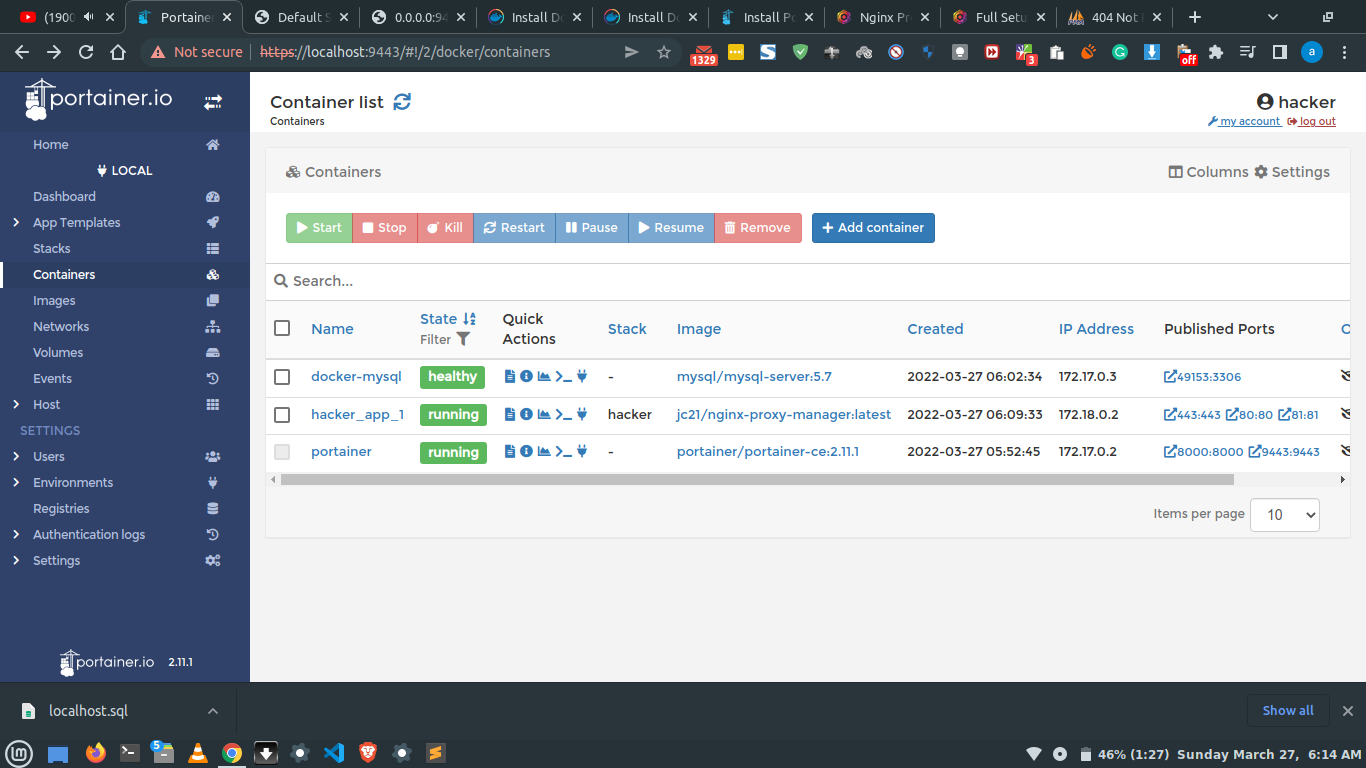 (1900
Portainer
Default S
0.0.0.0:94
Install Do
Install Do
Install Po
Nginx Pro
Full Setu
404 Not
Not secure
https://localhost:9443/#!/2/docker/containers
1329
3
off
a
portainer.io
Home
LOCAL
Dashboard
App Templates
Stacks
Containers
Images
Networks
Volumes
Events
Host
SETTINGS
Users
Environments
Registries
Authentication logs
Settings
portainer.io 2.11.1
Container list
Containers
hacker
my account log out
Containers
Columns Settings
Start Stop Kill Restart Pause Resume Remove Add container
Search...
Name State Filter Quick Actions Stack Image Created IP Address Published Ports
docker-mysql healthy - mysql/mysql-server:5.7 2022-03-27 06:02:34 172.17.0.3 49153:3306
hacker_app_1 running hacker jc21/nginx-proxy-manager:latest 2022-03-27 06:09:33 172.18.0.2 443:443 80:80 81:81
portainer running - portainer/portainer-ce:2.11.1 2022-03-27 05:52:45 172.17.0.2 8000:8000 9443:9443
Items per page 10
localhost.sql
Show all
5
46% (1:27) Sunday March 27, 6:14 AM